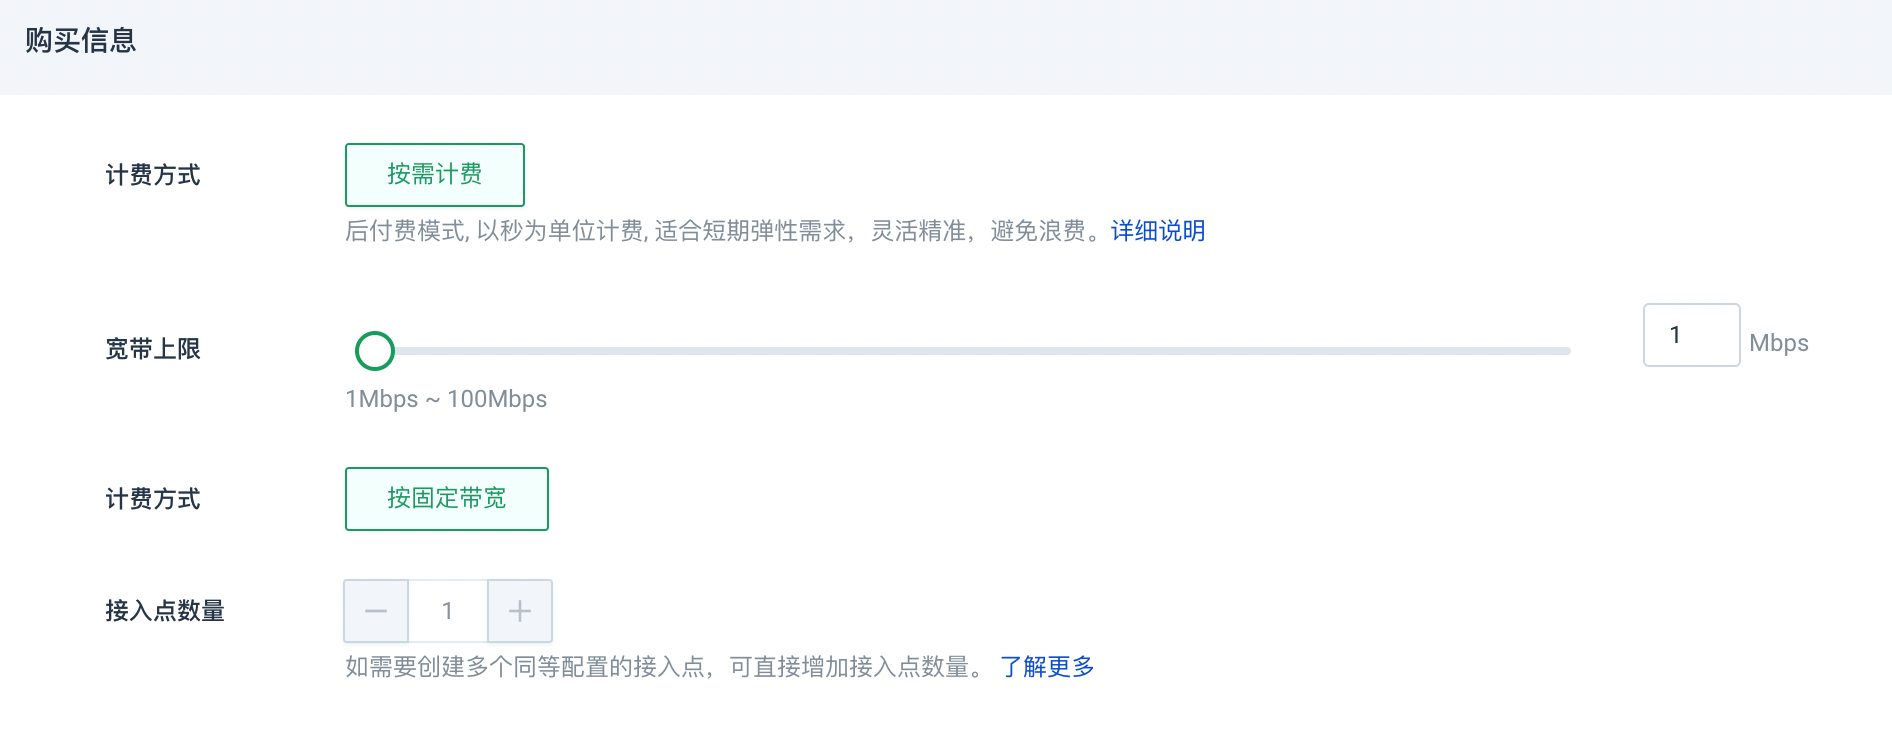 购买信息
计费方式
按需计费
后付费模式, 以秒为单位计费, 适合短期弹性需求，灵活精准，避免浪费。详细说明
宽带上限
1 Mbps
1Mbps ~ 100Mbps
计费方式
按固定带宽
接入点数量
— 1 +
如需要创建多个同等配置的接入点，可直接增加接入点数量。 了解更多